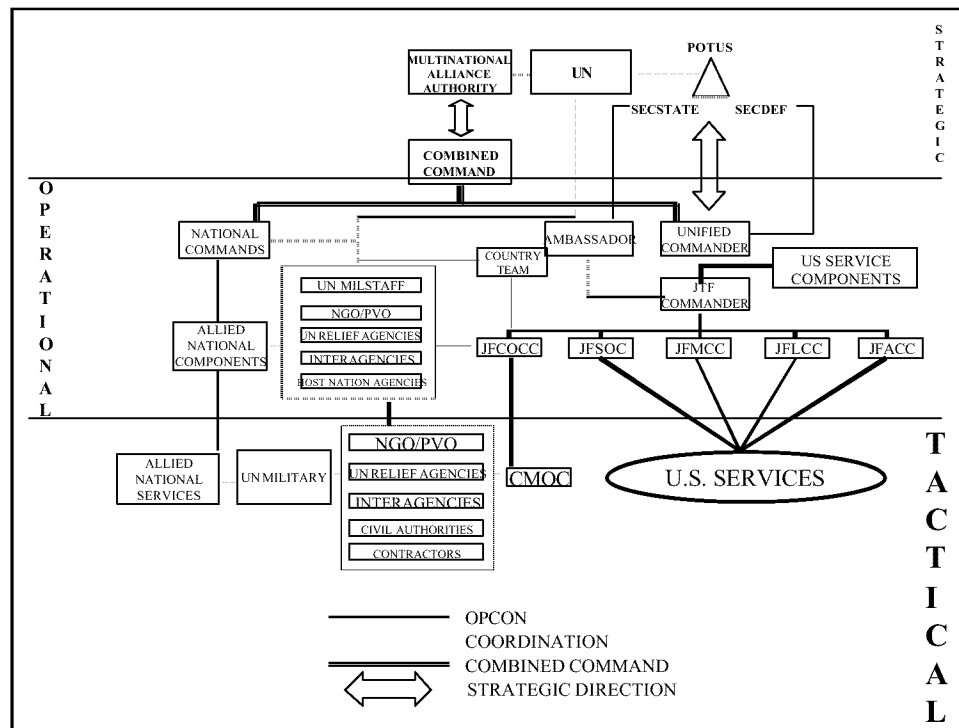 STRATEGIC
POTUS
MULTINATIONAL
ALLIANCE
AUTHORITY
UN
SECSTATE
SECDEF
COMBINED
COMMAND
OPERATIONAL
NATIONAL
COMMANDS
AMBASSADOR
UNIFIED
COMMANDER
COUNTRY
TEAM
US SERVICE
COMPONENTS
UN MILSTAFF
JTF
COMMANDER
NGO/PVO
ALLIED
NATIONAL
COMPONENTS
UN RELIEF AGENCIES
INTERAGENCIES
HOST NATION AGENCIES
JFCOCC
JFSOC
JFMCC
JFLCC
JFACC
TACTICAL
NGO/PVO
ALLIED
NATIONAL
SERVICES
UN MILITARY
UN RELIEF AGENCIES
CMOC
U.S. SERVICES
INTERAGENCIES
CIVIL AUTHORITIES
CONTRACTORS
OPCON
COORDINATION
COMBINED COMMAND
STRATEGIC DIRECTION